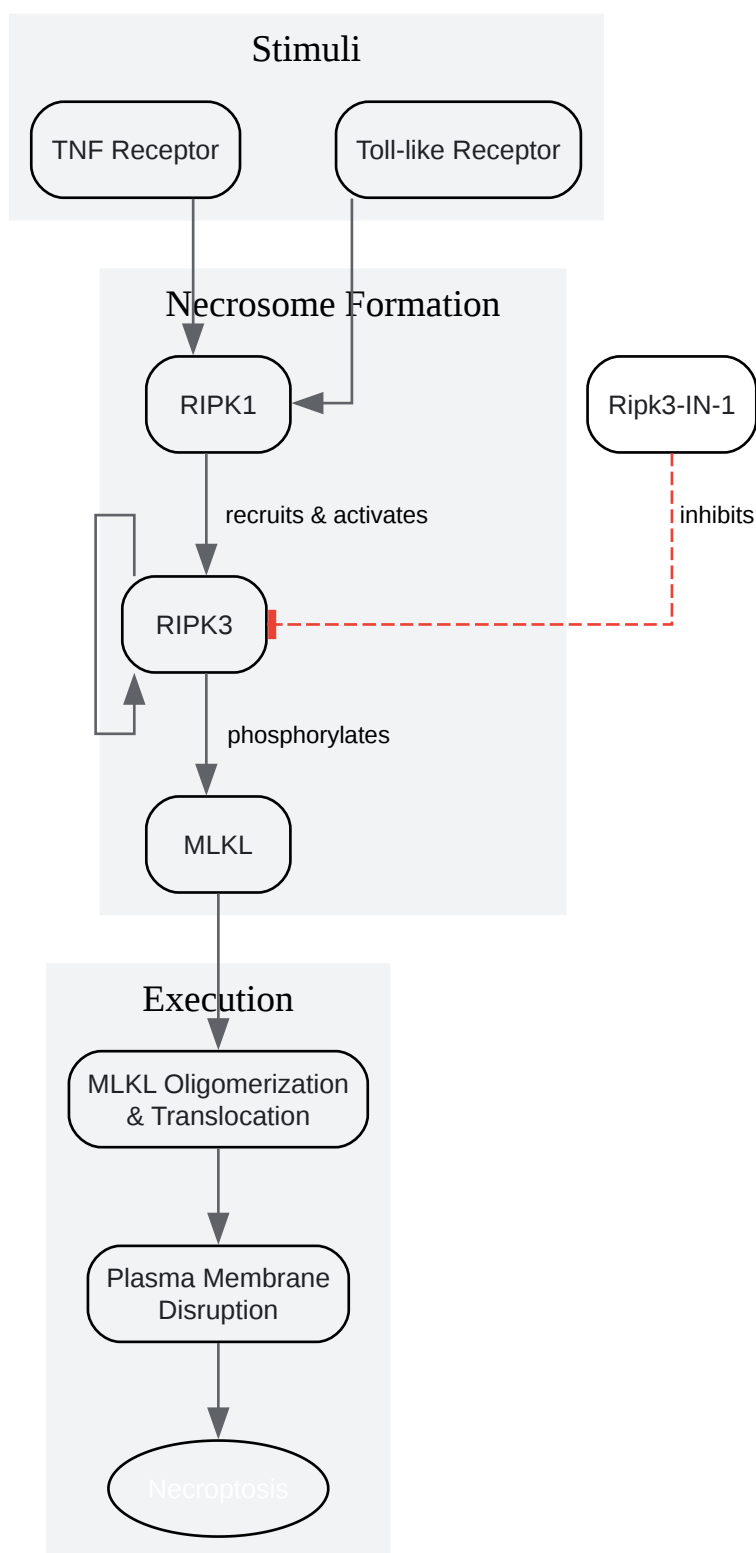 Stimuli
TNF Receptor
Toll-like Receptor
Necrosome Formation
RIPK1
Ripk3-IN-1
recruits & activates
inhibits
RIPK3
phosphorylates
MLKL
Execution
MLKL Oligomerization
& Translocation
Plasma Membrane
Disruption
Necroptosis